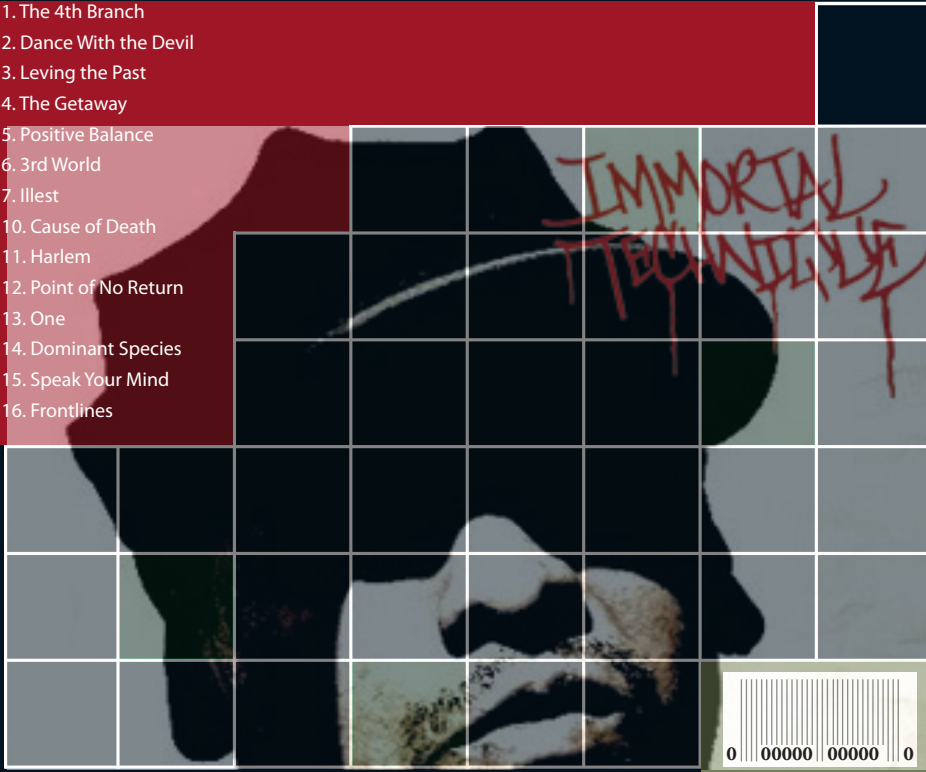 1. The 4th Branch
2. Dance With the Devil
3. Leving the Past
4. The Getaway
5. Positive Balance
6. 3rd World
7. Illest
10. Cause of Death
11. Harlem
12. Point of No Return
13. One
14. Dominant Species
15. Speak Your Mind
16. Frontlines
IMMORTAL
TECHNIQUE
0 00000 00000 0